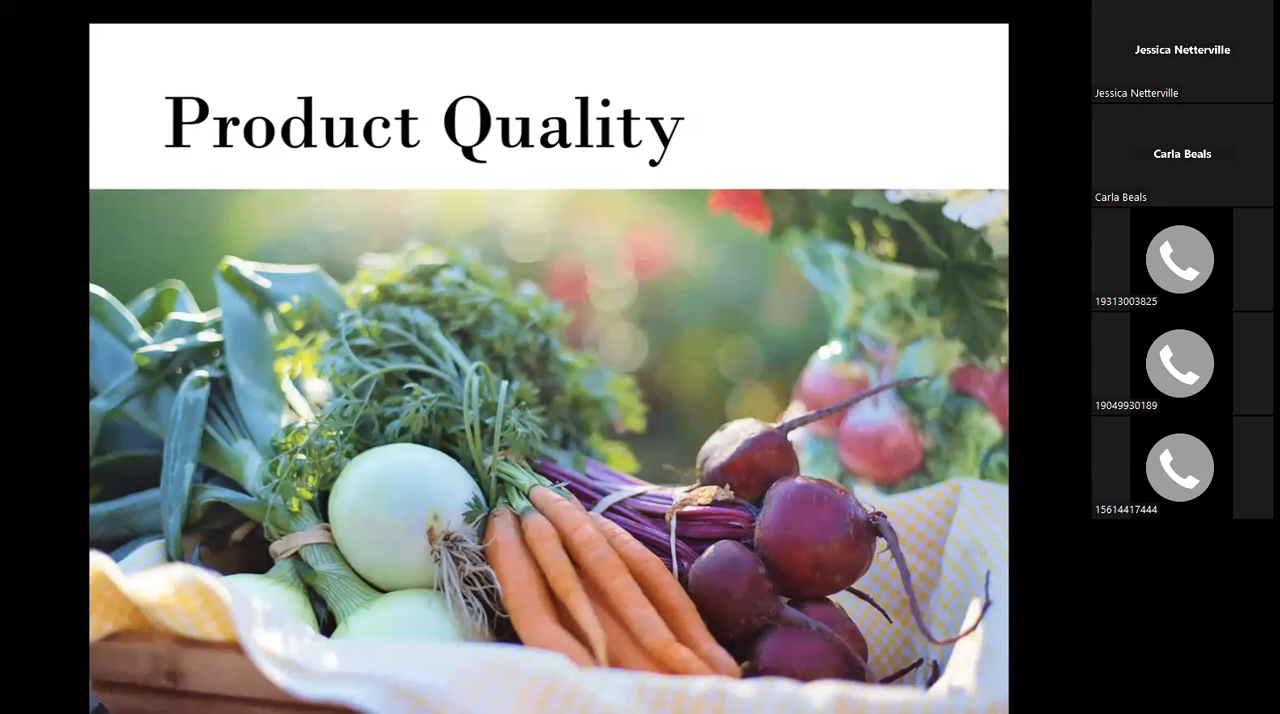 Product Quality
Jessica Netterville
Jessica Netterville
Carla Beals
Carla Beals
19313003825
19049930189
15614417444